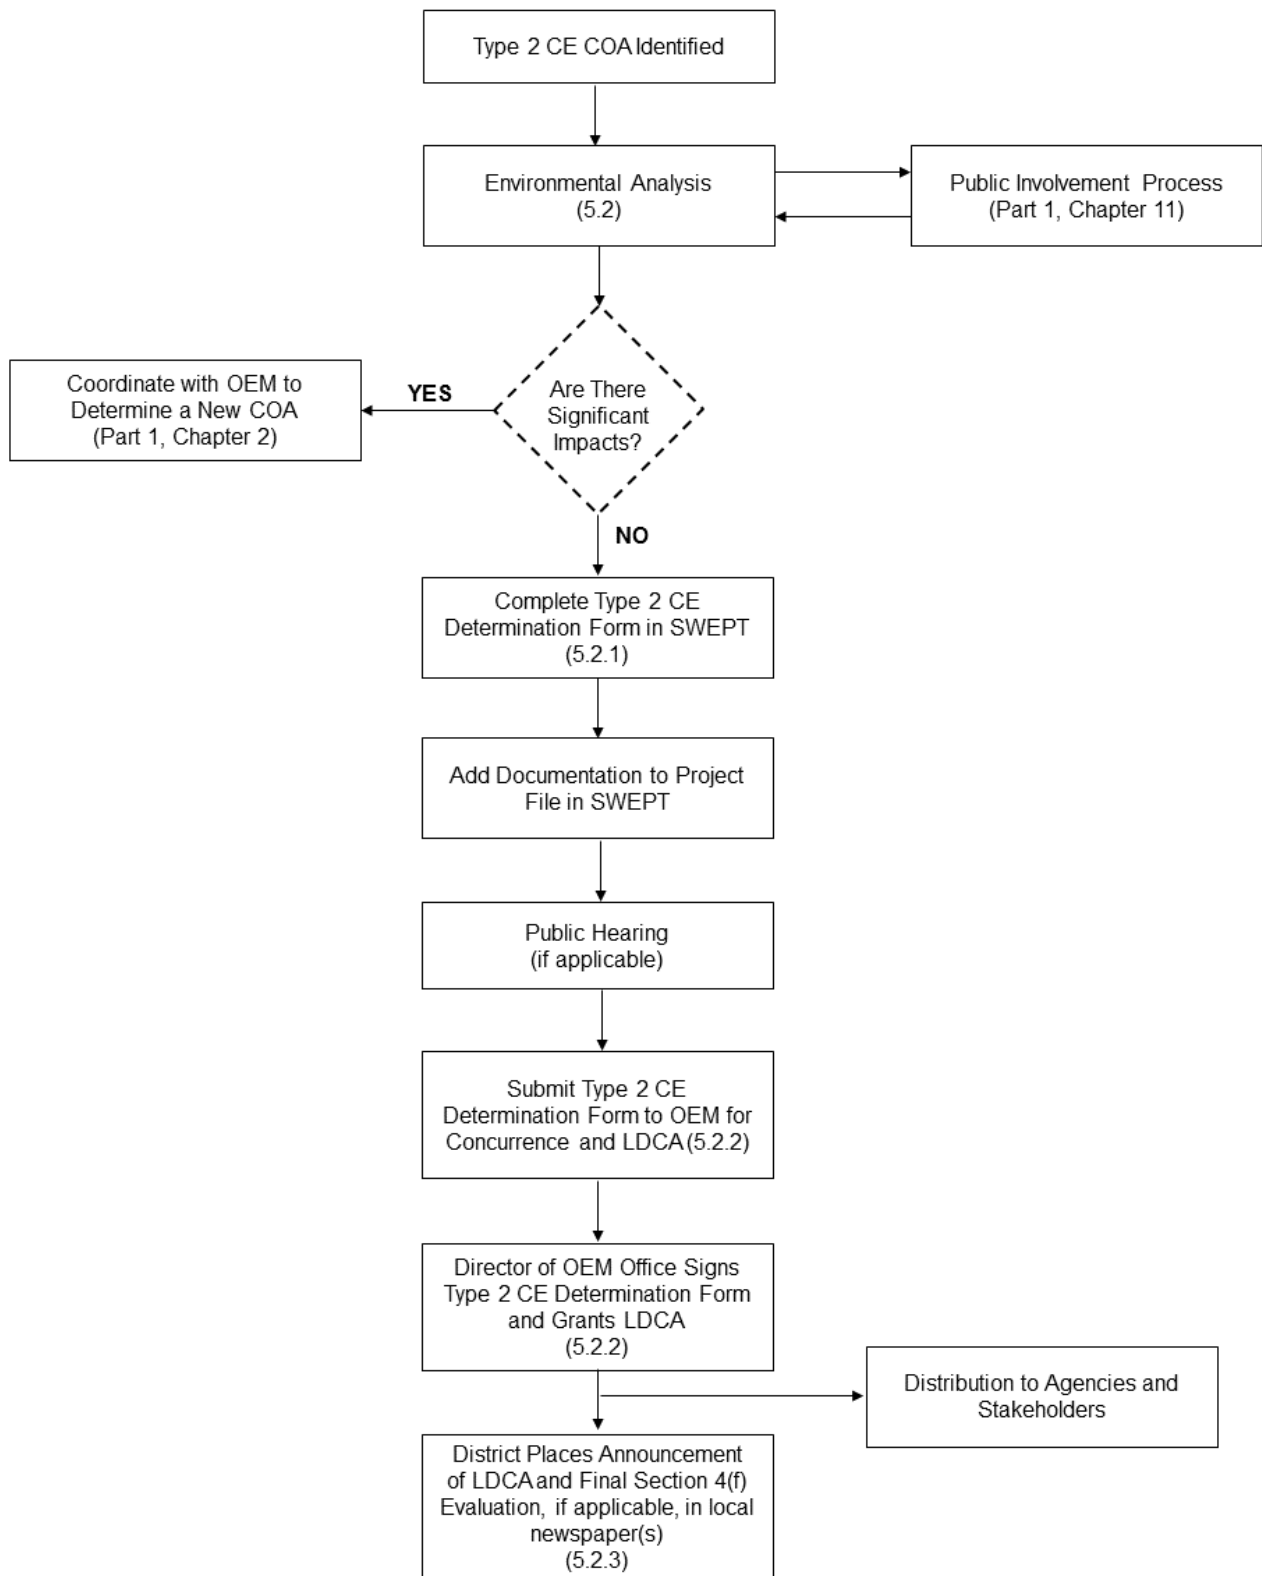 Type 2 CE COA Identified
Environmental Analysis
(5.2)
Public Involvement Process
(Part 1, Chapter 11)
Are There
Significant
Impacts?
YES
Coordinate with OEM to
Determine a New COA
(Part 1, Chapter 2)
NO
Complete Type 2 CE
Determination Form in SWEPT
(5.2.1)
Add Documentation to Project
File in SWEPT
Public Hearing
(if applicable)
Submit Type 2 CE
Determination Form to OEM for
Concurrence and LDCA (5.2.2)
Director of OEM Office Signs
Type 2 CE Determination Form
and Grants LDCA
(5.2.2)
Distribution to Agencies and
Stakeholders
District Places Announcement
of LDCA and Final Section 4(f)
Evaluation, if applicable, in local
newspaper(s)
(5.2.3)